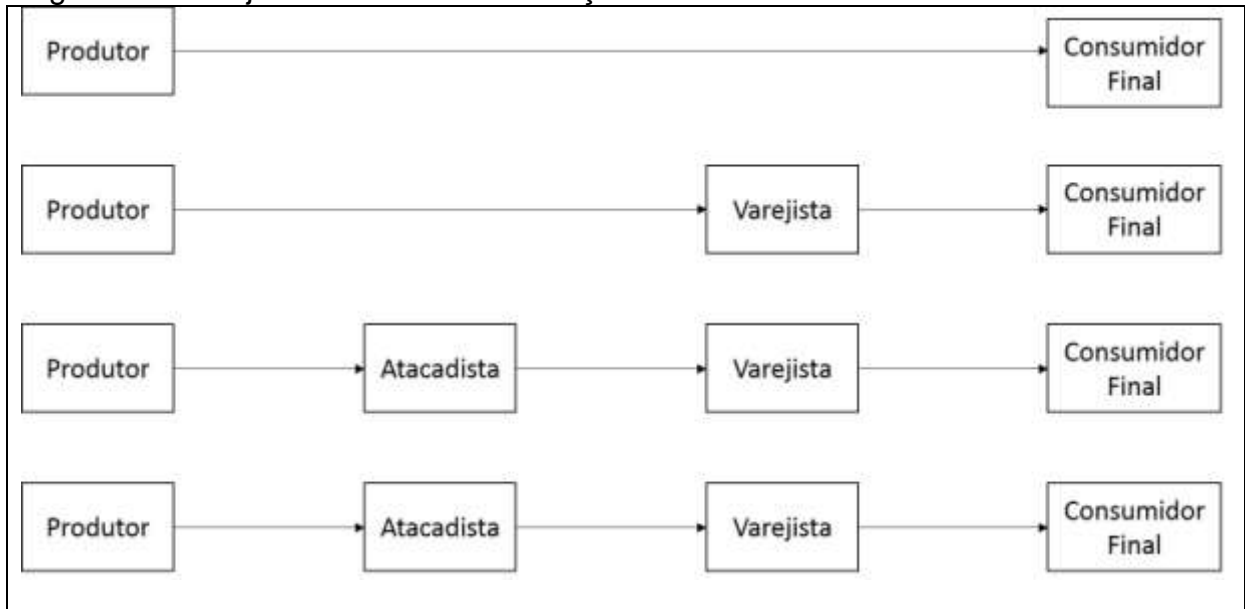 Produtor
Consumidor
Final
Produtor
Varejista
Consumidor
Final
Produtor
Atacadista
Varejista
Consumidor
Final
Produtor
Atacadista
Varejista
Consumidor
Final